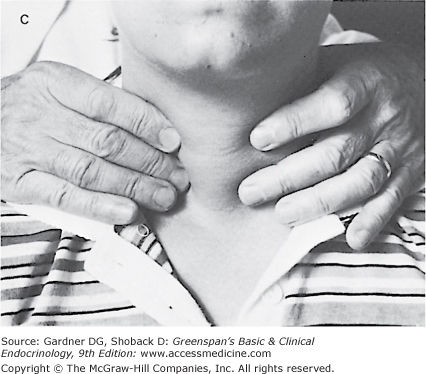 C
Source: Gardner DG, Shoback D: Greenspan's Basic & Clinical
Endocrinology, 9th Edition: www.accessmedicine.com
Copyright © The McGraw-Hill Companies, Inc. All rights reserved.